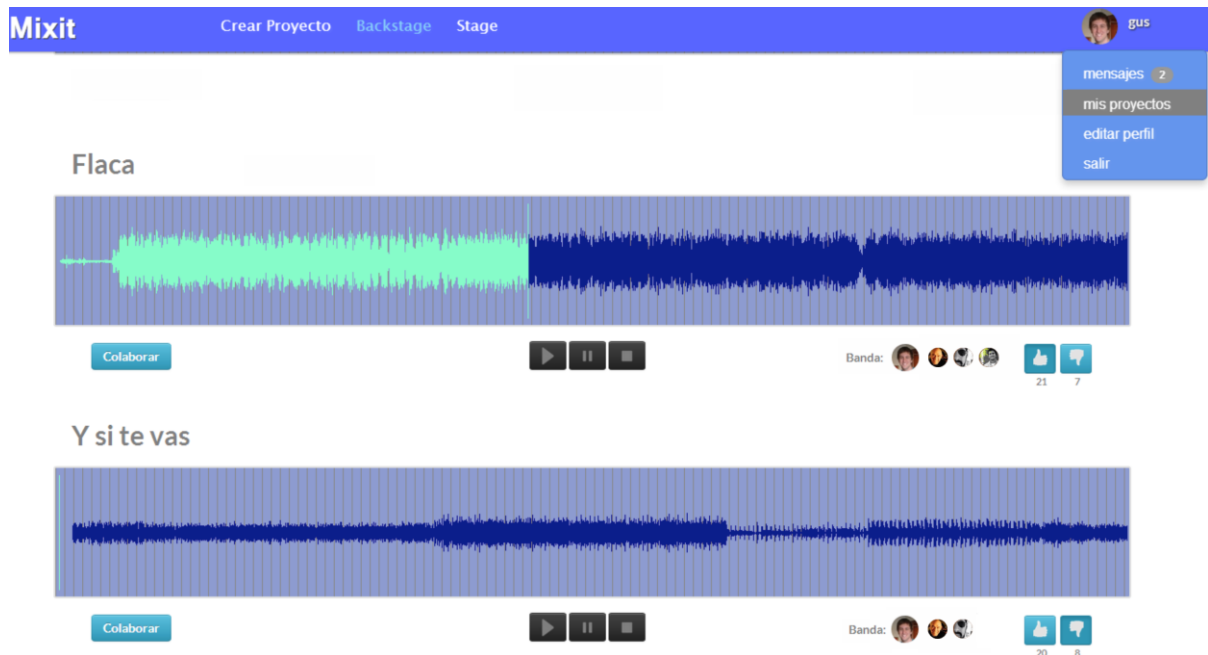 Mixit Crear Proyecto Backstage Stage gus
mensajes 2
mis proyectos
editar perfil
salir
Flaca
Colaborar Banda:
21 7
Y si te vas
Colaborar Banda:
20 8